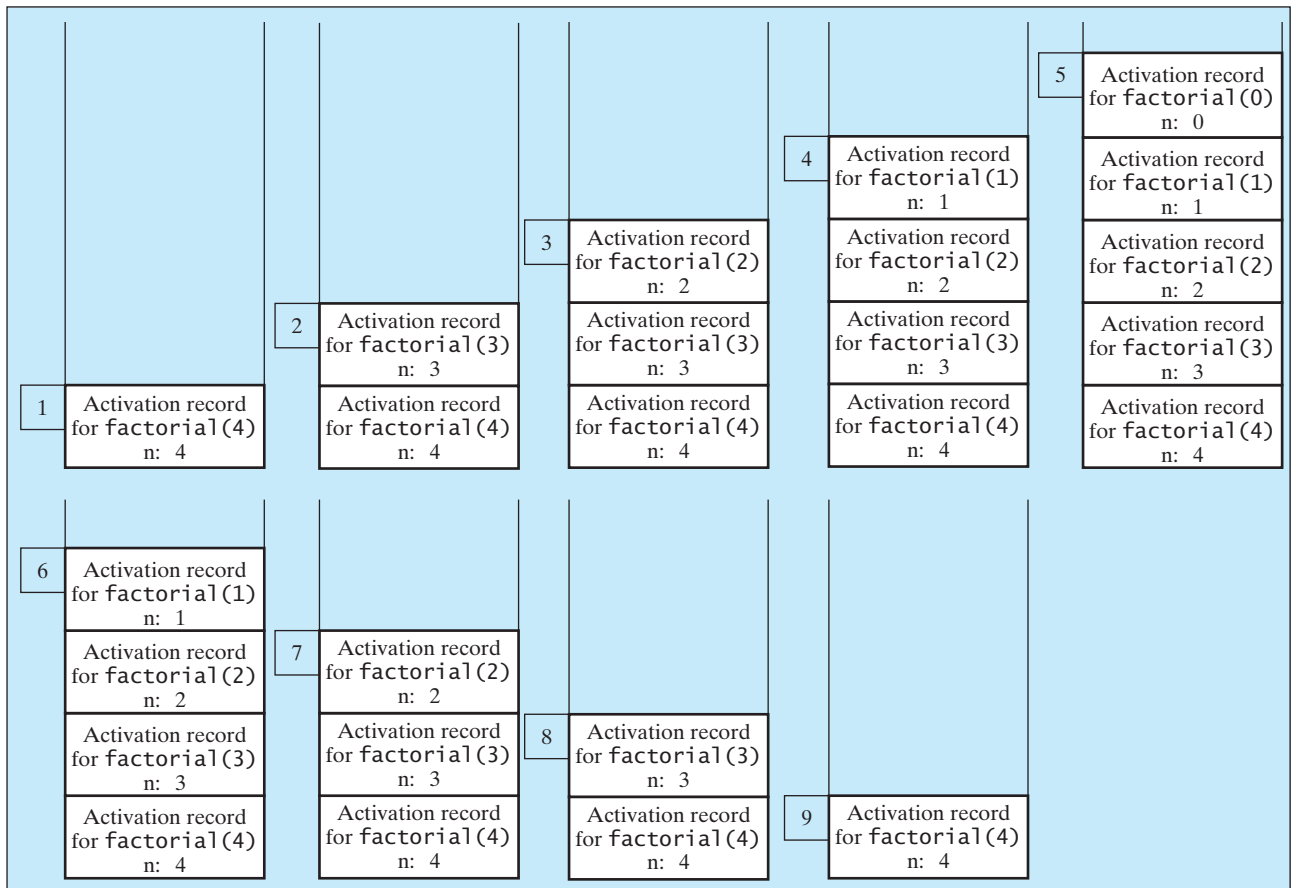 5
Activation record
for factorial(0)
n: 0
4
Activation record
for factorial(1)
n: 1
Activation record
for factorial(1)
n: 1
3
Activation record
for factorial(2)
n: 2
Activation record
for factorial(2)
n: 2
Activation record
for factorial(2)
n: 2
2
Activation record
for factorial(3)
n: 3
Activation record
for factorial(3)
n: 3
Activation record
for factorial(3)
n: 3
Activation record
for factorial(3)
n: 3
1
Activation record
for factorial(4)
n: 4
Activation record
for factorial(4)
n: 4
Activation record
for factorial(4)
n: 4
Activation record
for factorial(4)
n: 4
Activation record
for factorial(4)
n: 4
6
Activation record
for factorial(1)
n: 1
Activation record
for factorial(2)
n: 2
7
Activation record
for factorial(2)
n: 2
Activation record
for factorial(3)
n: 3
Activation record
for factorial(3)
n: 3
8
Activation record
for factorial(3)
n: 3
Activation record
for factorial(4)
n: 4
Activation record
for factorial(4)
n: 4
Activation record
for factorial(4)
n: 4
9
Activation record
for factorial(4)
n: 4